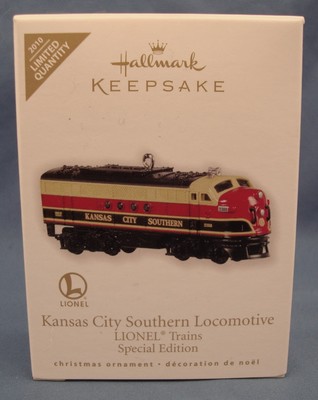 2010
LIMITED
QUANTITY
Hallmark
KEEPSAKE
KANSAS CITY SOUTHERN
L
LIONEL
Kansas City Southern Locomotive
LIONEL® Trains
Special Edition
christmas ornament • décoration de noël